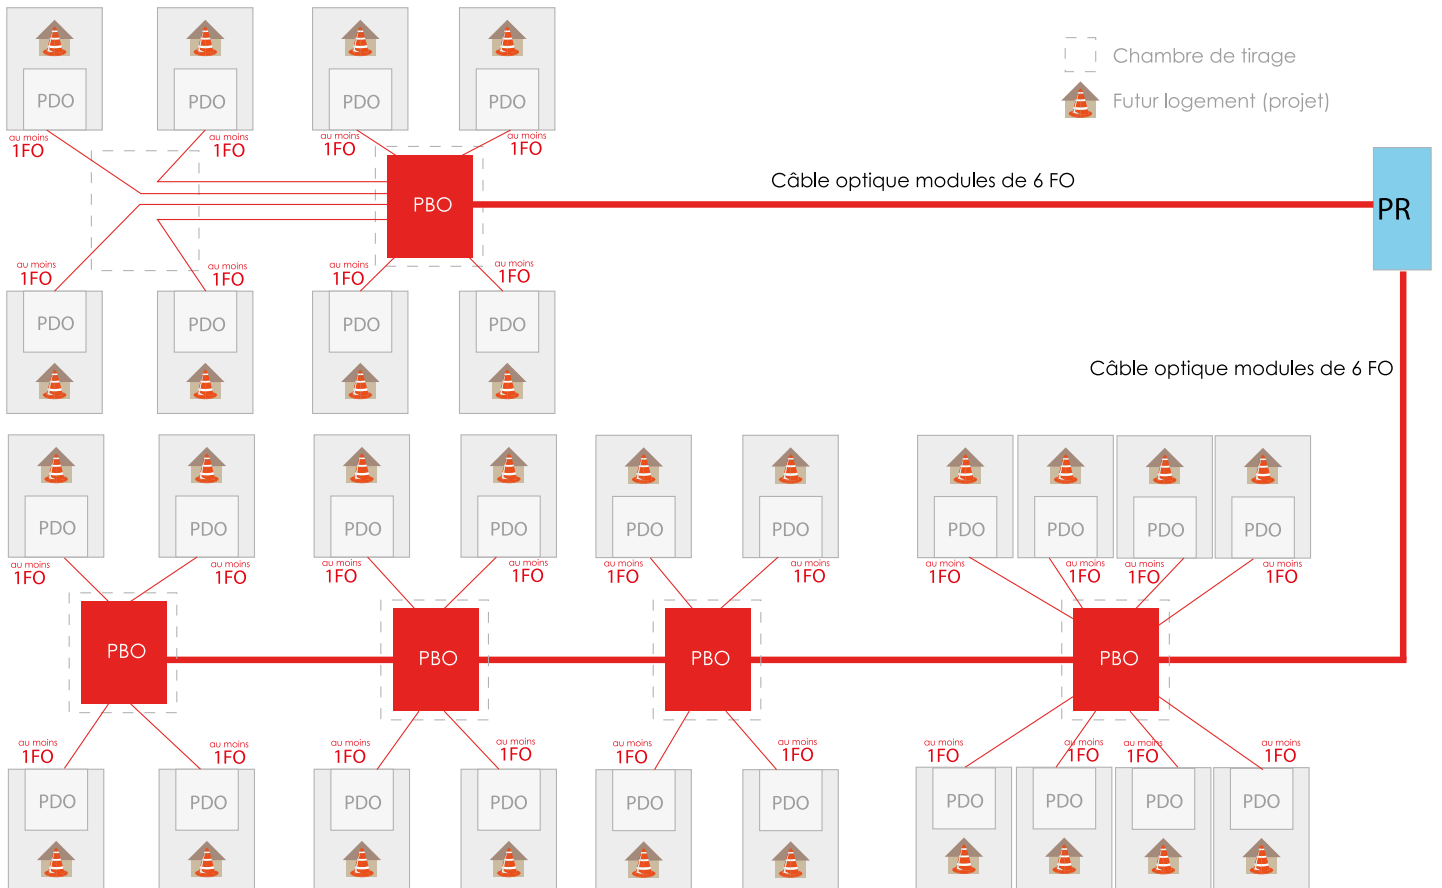 Chambre de tirage
Futur logement (projet)
PDO
PDO
PDO
PDO
au moins
1FO
au moins
1FO
au moins
1FO
au moins
1FO
Câble optique modules de 6 FO
PBO
PR
au moins
1FO
au moins
1FO
au moins
1FO
au moins
1FO
PDO
PDO
PDO
PDO
Câble optique modules de 6 FO
PDO
PDO
PDO
PDO
PDO
PDO
PDO
PDO
PDO
PDO
au moins
1FO
au moins
1FO
au moins
1FO
au moins
1FO
au moins
1FO
au moins
1FO
au moins
1FO
au moins
1FO
au moins
1FO
au moins
1FO
PBO
PBO
PBO
PBO
au moins
1FO
au moins
1FO
au moins
1FO
au moins
1FO
au moins
1FO
au moins
1FO
au moins
1FO
au moins
1FO
au moins
1FO
au moins
1FO
PDO
PDO
PDO
PDO
PDO
PDO
PDO
PDO
PDO
PDO